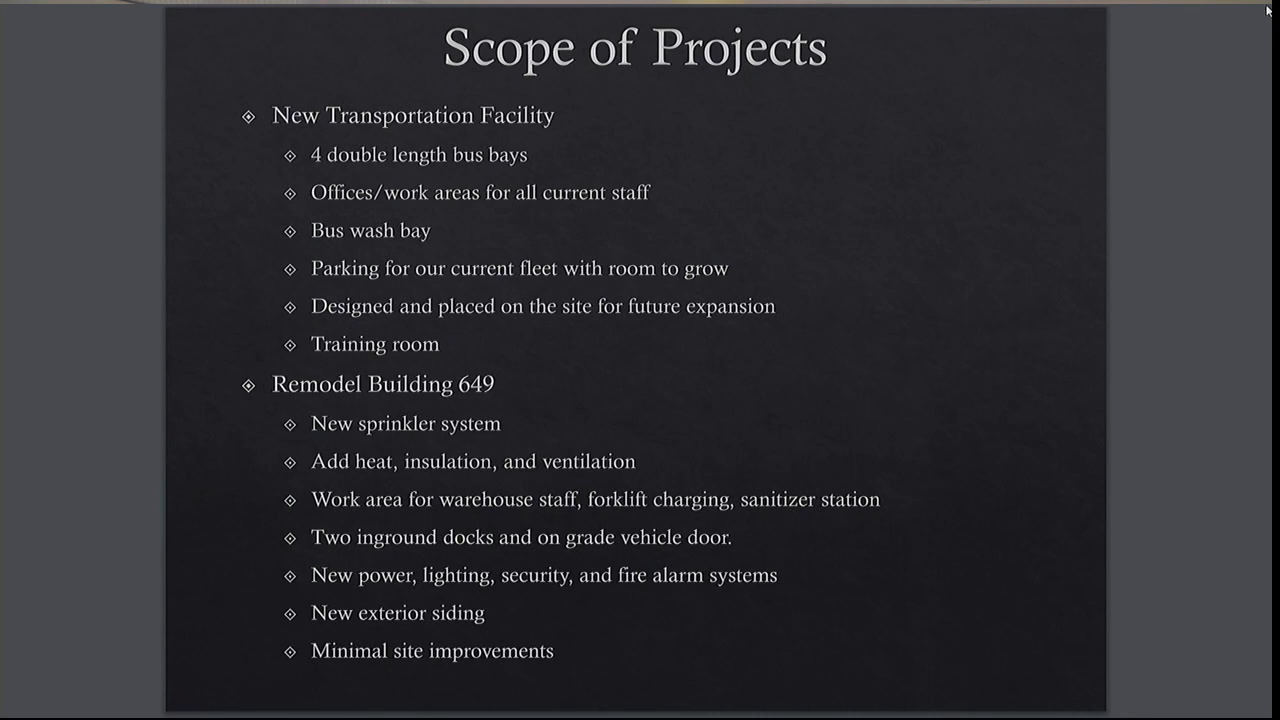 Scope of Projects
New Transportation Facility
4 double length bus bays
Offices/work areas for all current staff
Bus wash bay
Parking for our current fleet with room to grow
Designed and placed on the site for future expansion
Training room
Remodel Building 649
New sprinkler system
Add heat, insulation, and ventilation
Work area for warehouse staff, forklift charging, sanitizer station
Two inground docks and on grade vehicle door.
New power, lighting, security, and fire alarm systems
New exterior siding
Minimal site improvements